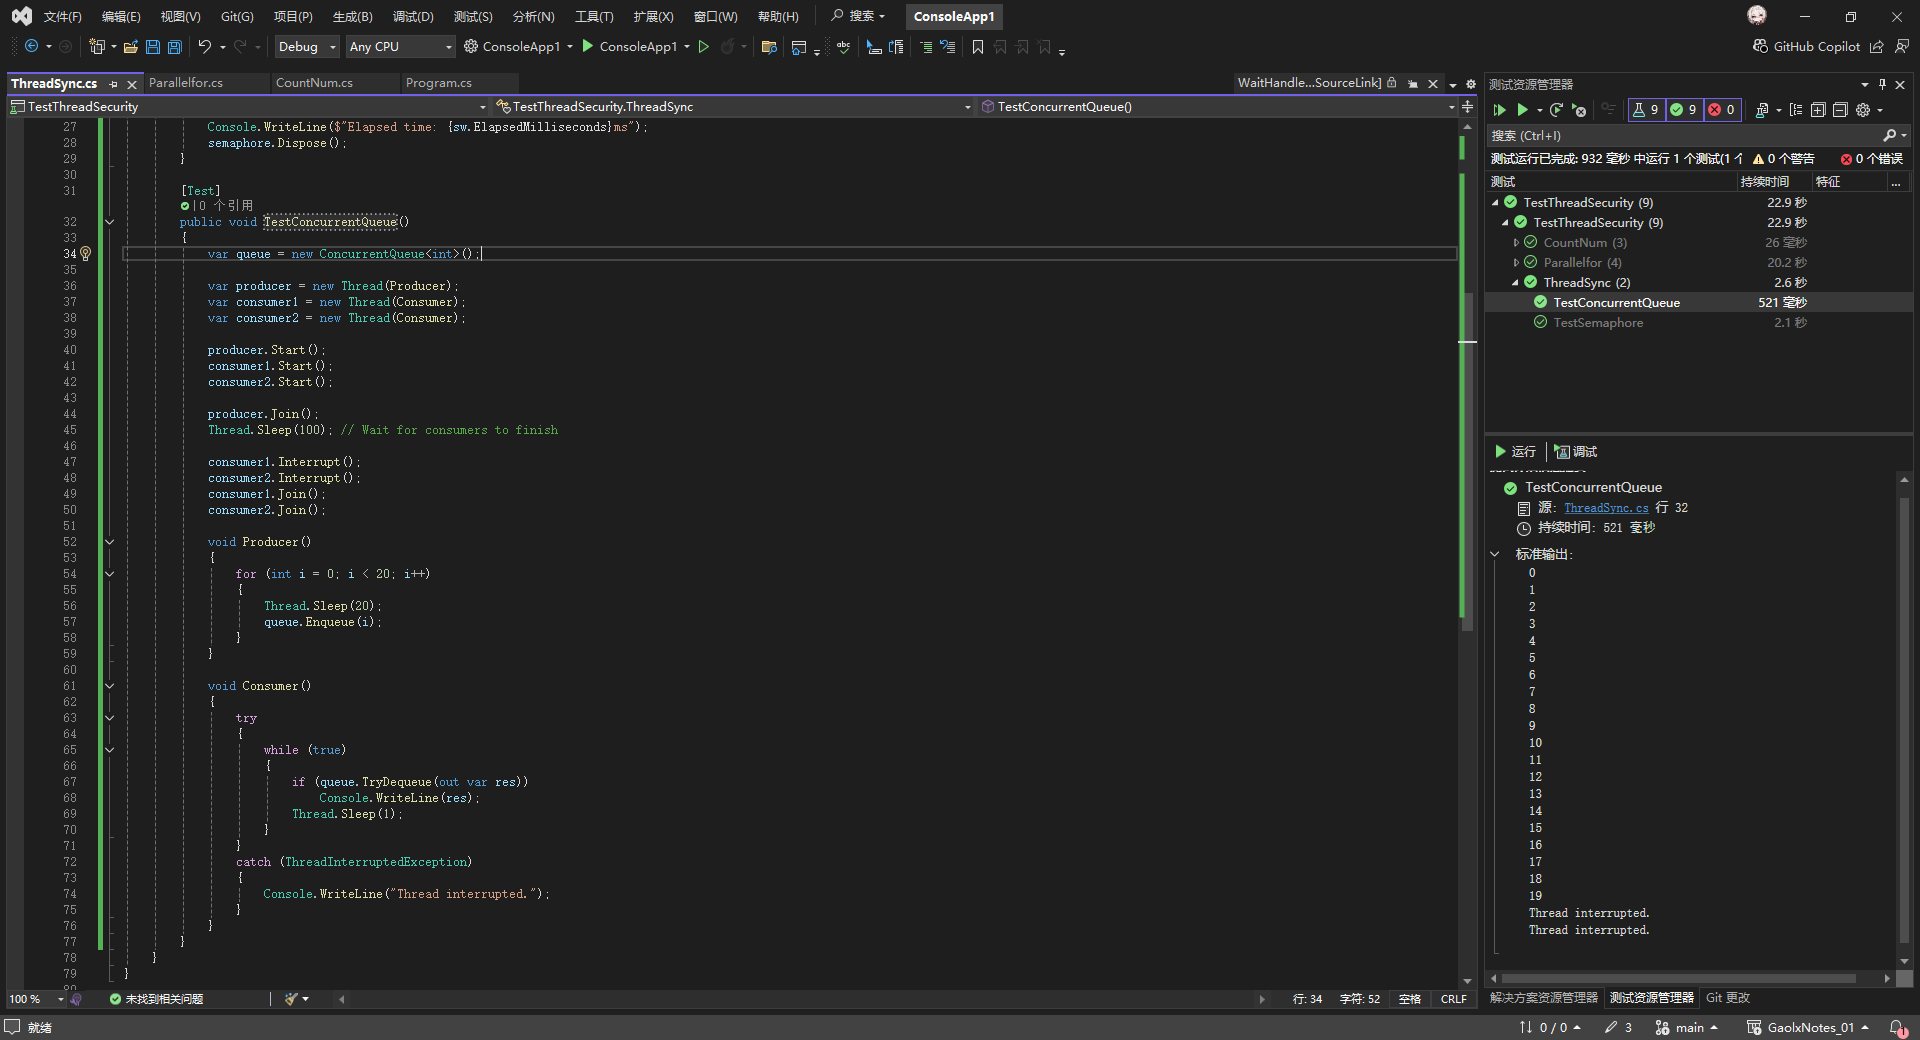 文件(F) 编辑(E) 视图(V) Git(G) 项目(P) 生成(B) 调试(D) 测试(S) 分析(N) 工具(T) 扩展(X) 窗口(W) 帮助(H) 搜索 ConsoleApp1
Debug Any CPU ConsoleApp1 ConsoleApp1 GitHub Copilot
ThreadSync.cs Parallelfor.cs CountNum.cs Program.cs WaitHandle...SourceLink]
TestThreadSecurity TestThreadSecurity.ThreadSync TestConcurrentQueue()
27 Console.WriteLine($"Elapsed time: {sw.ElapsedMilliseconds}ms");
28 semaphore.Dispose();
29 }
30
31 [Test]
0 个引用
32 public void TestConcurrentQueue()
33 {
34 var queue = new ConcurrentQueue<int>();
35
36 var producer = new Thread(Producer);
37 var consumer1 = new Thread(Consumer);
38 var consumer2 = new Thread(Consumer);
39
40 producer.Start();
41 consumer1.Start();
42 consumer2.Start();
43
44 producer.Join();
45 Thread.Sleep(100); // Wait for consumers to finish
46
47 consumer1.Interrupt();
48 consumer2.Interrupt();
49 consumer1.Join();
50 consumer2.Join();
51
52 void Producer()
53 {
54 for (int i = 0; i < 20; i++)
55 {
56 Thread.Sleep(20);
57 queue.Enqueue(i);
58 }
59 }
60
61 void Consumer()
62 {
63 try
64 {
65 while (true)
66 {
67 if (queue.TryDequeue(out var res))
68 Console.WriteLine(res);
69 Thread.Sleep(1);
70 }
71 }
72 catch (ThreadInterruptedException)
73 {
74 Console.WriteLine("Thread interrupted.");
75 }
76 }
77 }
78 }
79 }
100 % 未找到相关问题 行: 34 字符: 52 空格 CRLF
测试资源管理器
9 9 0
搜索 (Ctrl+I)
测试运行已完成: 932 毫秒 中运行 1 个测试(1 个 0 个警告 0 个错误
测试 持续时间 特征 ...
TestThreadSecurity (9) 22.9 秒
TestThreadSecurity (9) 22.9 秒
CountNum (3) 26 毫秒
Parallelfor (4) 20.2 秒
ThreadSync (2) 2.6 秒
TestConcurrentQueue 521 毫秒
TestSemaphore 2.1 秒
运行 调试
TestConcurrentQueue
源: ThreadSync.cs 行 32
持续时间: 521 毫秒
标准输出:
0
1
2
3
4
5
6
7
8
9
10
11
12
13
14
15
16
17
18
19
Thread interrupted.
Thread interrupted.
解决方案资源管理器 测试资源管理器 Git 更改
就绪 0 / 0 3 main GaolxNotes_01 1